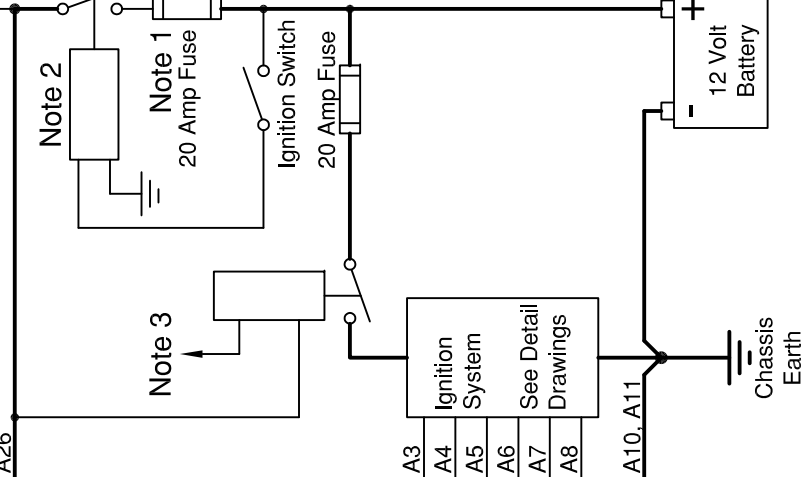 Note 2
Note 1
20 Amp Fuse
Ignition Switch
20 Amp Fuse
+
-
12 Volt
Battery
Note 3
Ignition
System
See Detail
Drawings
Chassis
Earth
A26
A3
A4
A5
A6
A7
A8
A10, A11